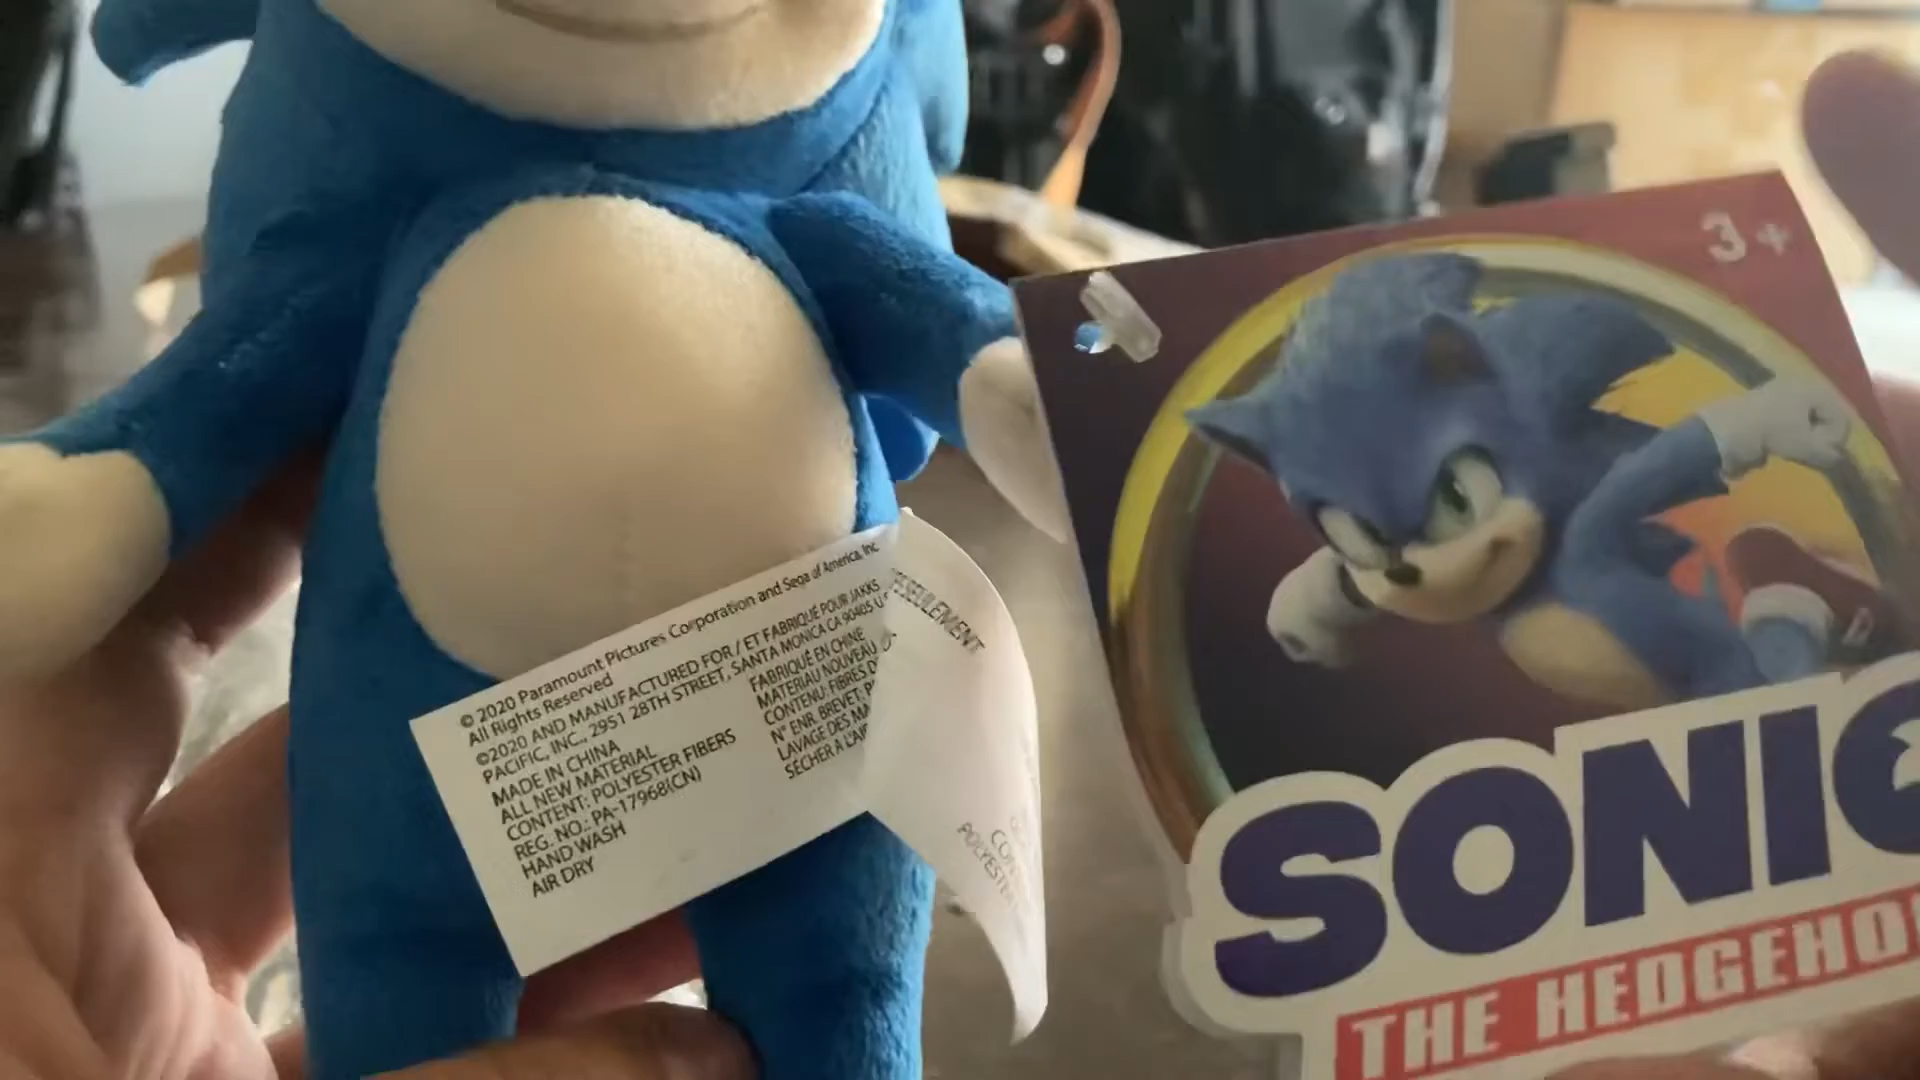 © 2020 Paramount Pictures Corporation and Sega of America, Inc.
All Rights Reserved
©2020 AND MANUFACTURED FOR / ET FABRIQUÉ POUR JAKKS
PACIFIC, INC., 2951 28TH STREET, SANTA MONICA CA 90405
MADE IN CHINA
ALL NEW MATERIAL
CONTENT: POLYESTER FIBERS
REG. NO.: PA-17968(CN)
HAND WASH
AIR DRY
FABRIQUÉ EN CHINE
MATERIAU NOUVEAU
CONTENU: FIBRES
N° ENR. BREVET:
LAVAGE DES
SÉCHER À
3+
SONIC
THE HEDGEHO